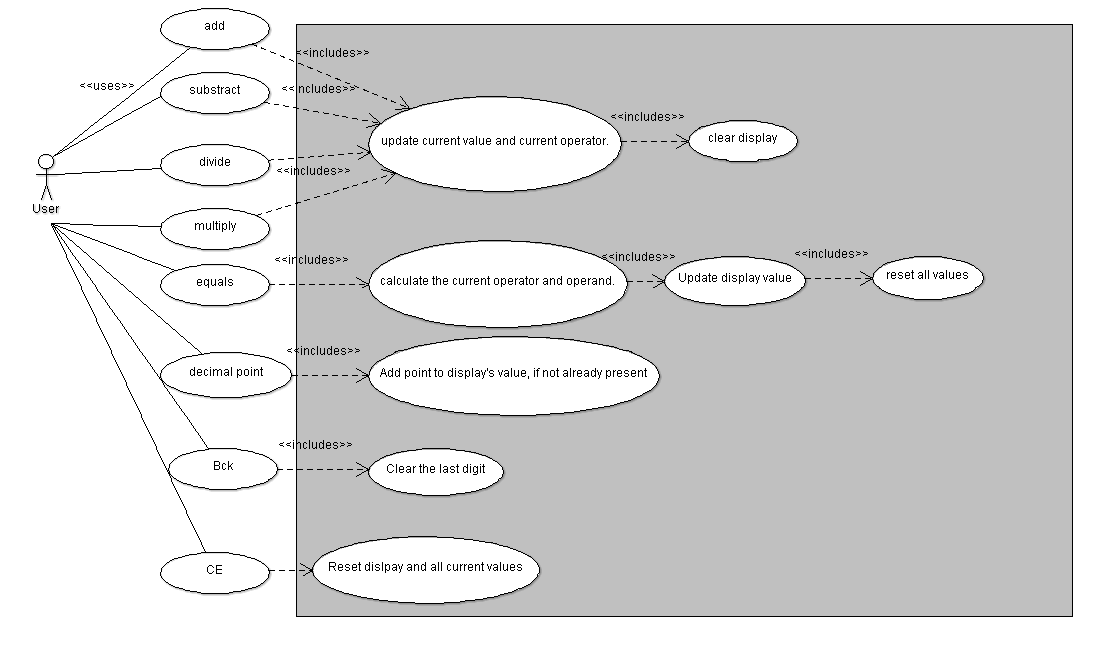 add
<<includes>>
<<uses>>
substract
<<includes>>
<<includes>>
update current value and current operator.
clear display
divide
<<includes>>
User
multiply
<<includes>>
<<includes>>
<<includes>>
equals
calculate the current operator and operand.
Update display value
reset all values
<<includes>>
decimal point
Add point to display's value, if not already present
<<includes>>
Bck
Clear the last digit
CE
Reset dislpay and all current values